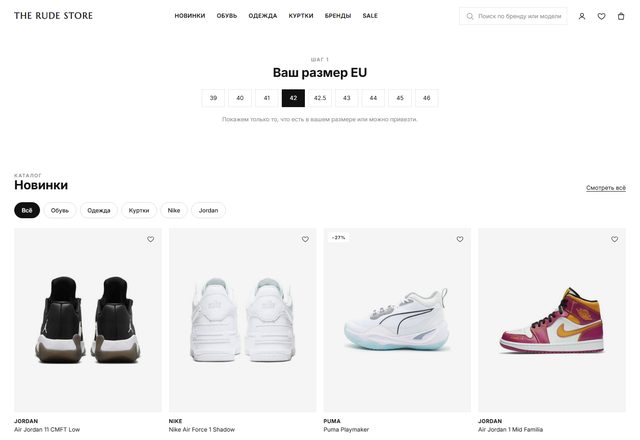 THE RUDE STORE НОВИНКИ ОБУВЬ ОДЕЖДА КУРТКИ БРЕНДЫ SALE Поиск по бренду или модели
ШАГ 1
Ваш размер EU
39 40 41 42 42.5 43 44 45 46
Покажем только то, что есть в вашем размере или можно привезти.
КАТАЛОГ
Новинки
Смотреть всё
Всё Обувь Одежда Куртки Nike Jordan
-27%
JORDAN NIKE PUMA JORDAN
Air Jordan 11 CMFT Low Nike Air Force 1 Shadow Puma Playmaker Air Jordan 1 Mid Familia